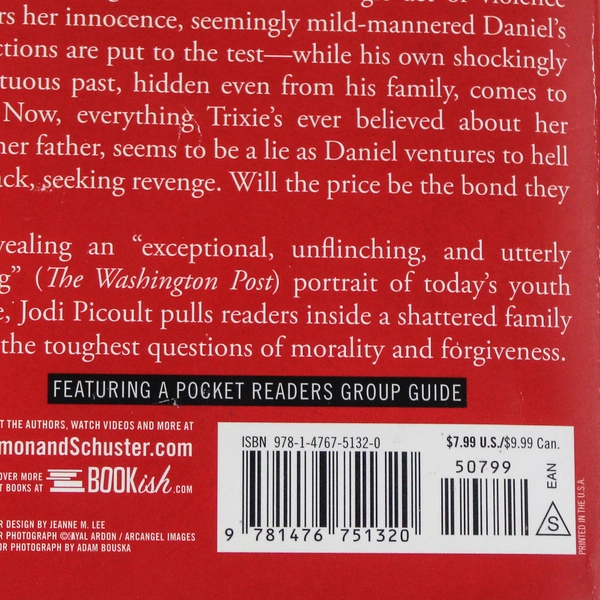 rs her innocence, seemingly mild-mannered Daniel's
ctions are put to the test—while his own shockingly
tuous past, hidden even from his family, comes to
Now, everything Trixie's ever believed about her
her father, seems to be a lie as Daniel ventures to hell
ack, seeking revenge. Will the price be the bond they
vealing an “exceptional, unflinching, and utterly
g” (The Washington Post) portrait of today's youth
e, Jodi Picoult pulls readers inside a shattered family
the toughest questions of morality and forgiveness.
FEATURING A POCKET READERS GROUP GUIDE
T THE AUTHORS, WATCH VIDEOS AND MORE AT
monandSchuster.com
OVER MORE
T BOOKS AT
BOOKish.COM
R DESIGN BY JEANNE M. LEE
R PHOTOGRAPH © EYAL ARDON / ARCANGEL IMAGES
OR PHOTOGRAPH BY ADAM BOUSKA
ISBN 978-1-4767-5132-0
$7.99 U.S./$9.99 Can.
50799
9 781476 751320
EAN
S
PRINTED IN THE U.S.A.